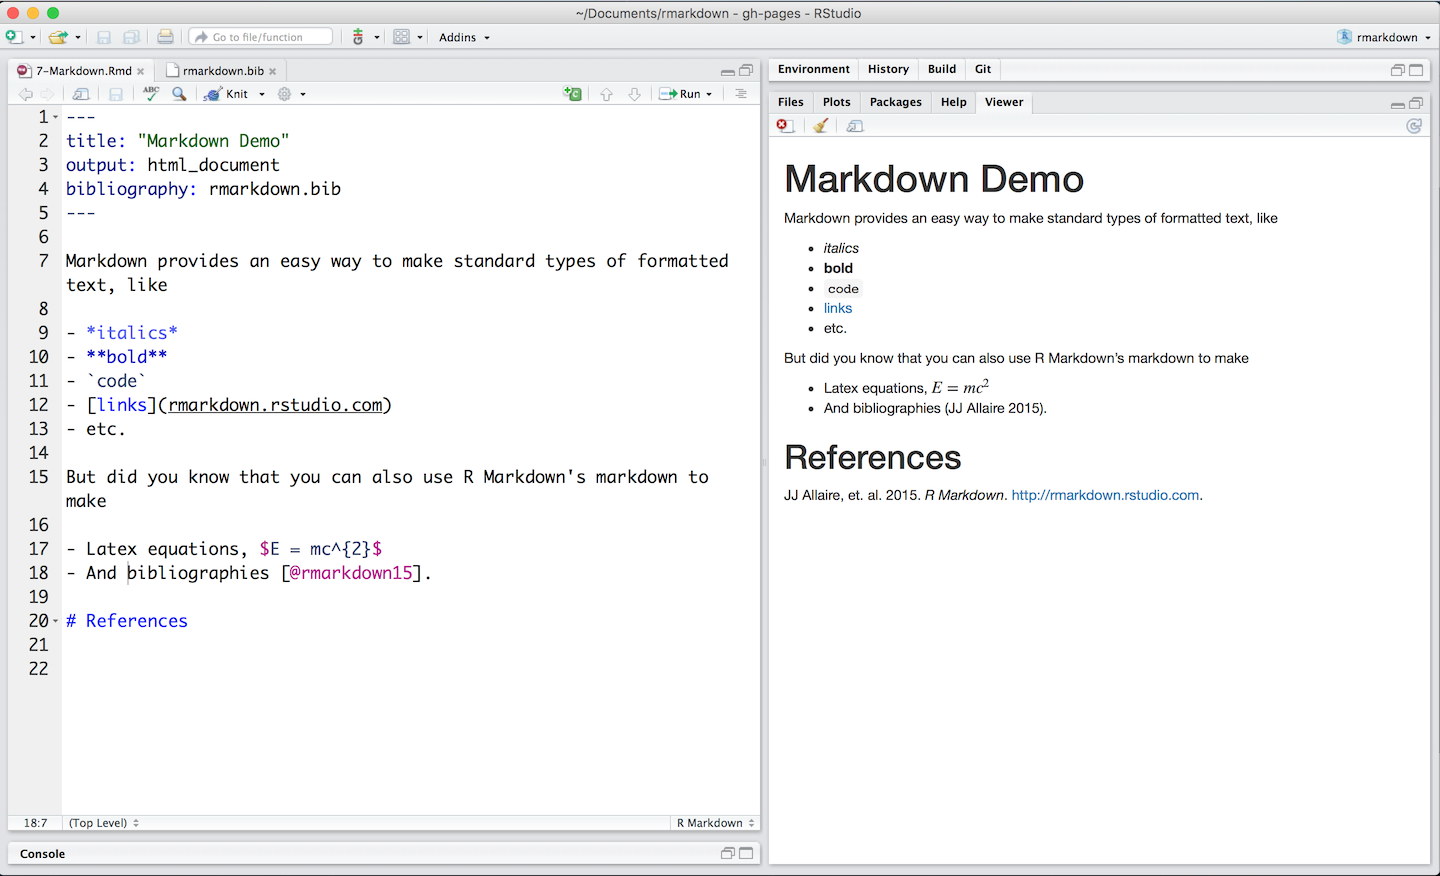 ~/Documents/rmarkdown - gh-pages - RStudio
Go to file/function
Addins
rmarkdown
7-Markdown.Rmd
rmarkdown.bib
ABC
Knit
Run
1 ---
2 title: "Markdown Demo"
3 output: html_document
4 bibliography: rmarkdown.bib
5 ---
6
7 Markdown provides an easy way to make standard types of formatted
text, like
8
9 - *italics*
10 - **bold**
11 - `code`
12 - [links](rmarkdown.rstudio.com)
13 - etc.
14
15 But did you know that you can also use R Markdown's markdown to
make
16
17 - Latex equations, $E = mc^{2}$
18 - And bibliographies [@rmarkdown15].
19
20 # References
21
22
18:7 (Top Level) R Markdown
Console
Environment History Build Git
Files Plots Packages Help Viewer
Markdown Demo
Markdown provides an easy way to make standard types of formatted text, like
• italics
• bold
• code
• links
• etc.
But did you know that you can also use R Markdown’s markdown to make
• Latex equations, E = mc²
• And bibliographies (JJ Allaire 2015).
References
JJ Allaire, et. al. 2015. R Markdown. http://rmarkdown.rstudio.com.